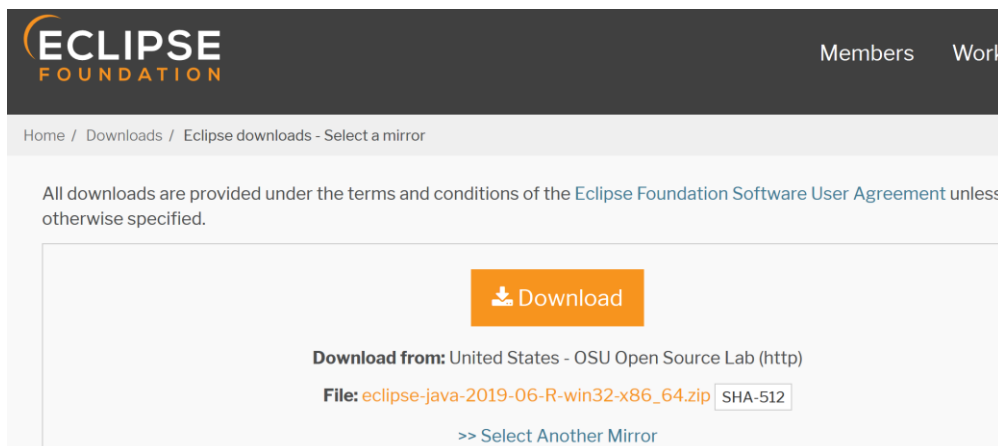 ECLIPSE
FOUNDATION
Members
Home / Downloads / Eclipse downloads - Select a mirror
All downloads are provided under the terms and conditions of the Eclipse Foundation Software User Agreement unless
otherwise specified.
Download
Download from: United States - OSU Open Source Lab (http)
File: eclipse-java-2019-06-R-win32-x86_64.zip SHA-512
>> Select Another Mirror